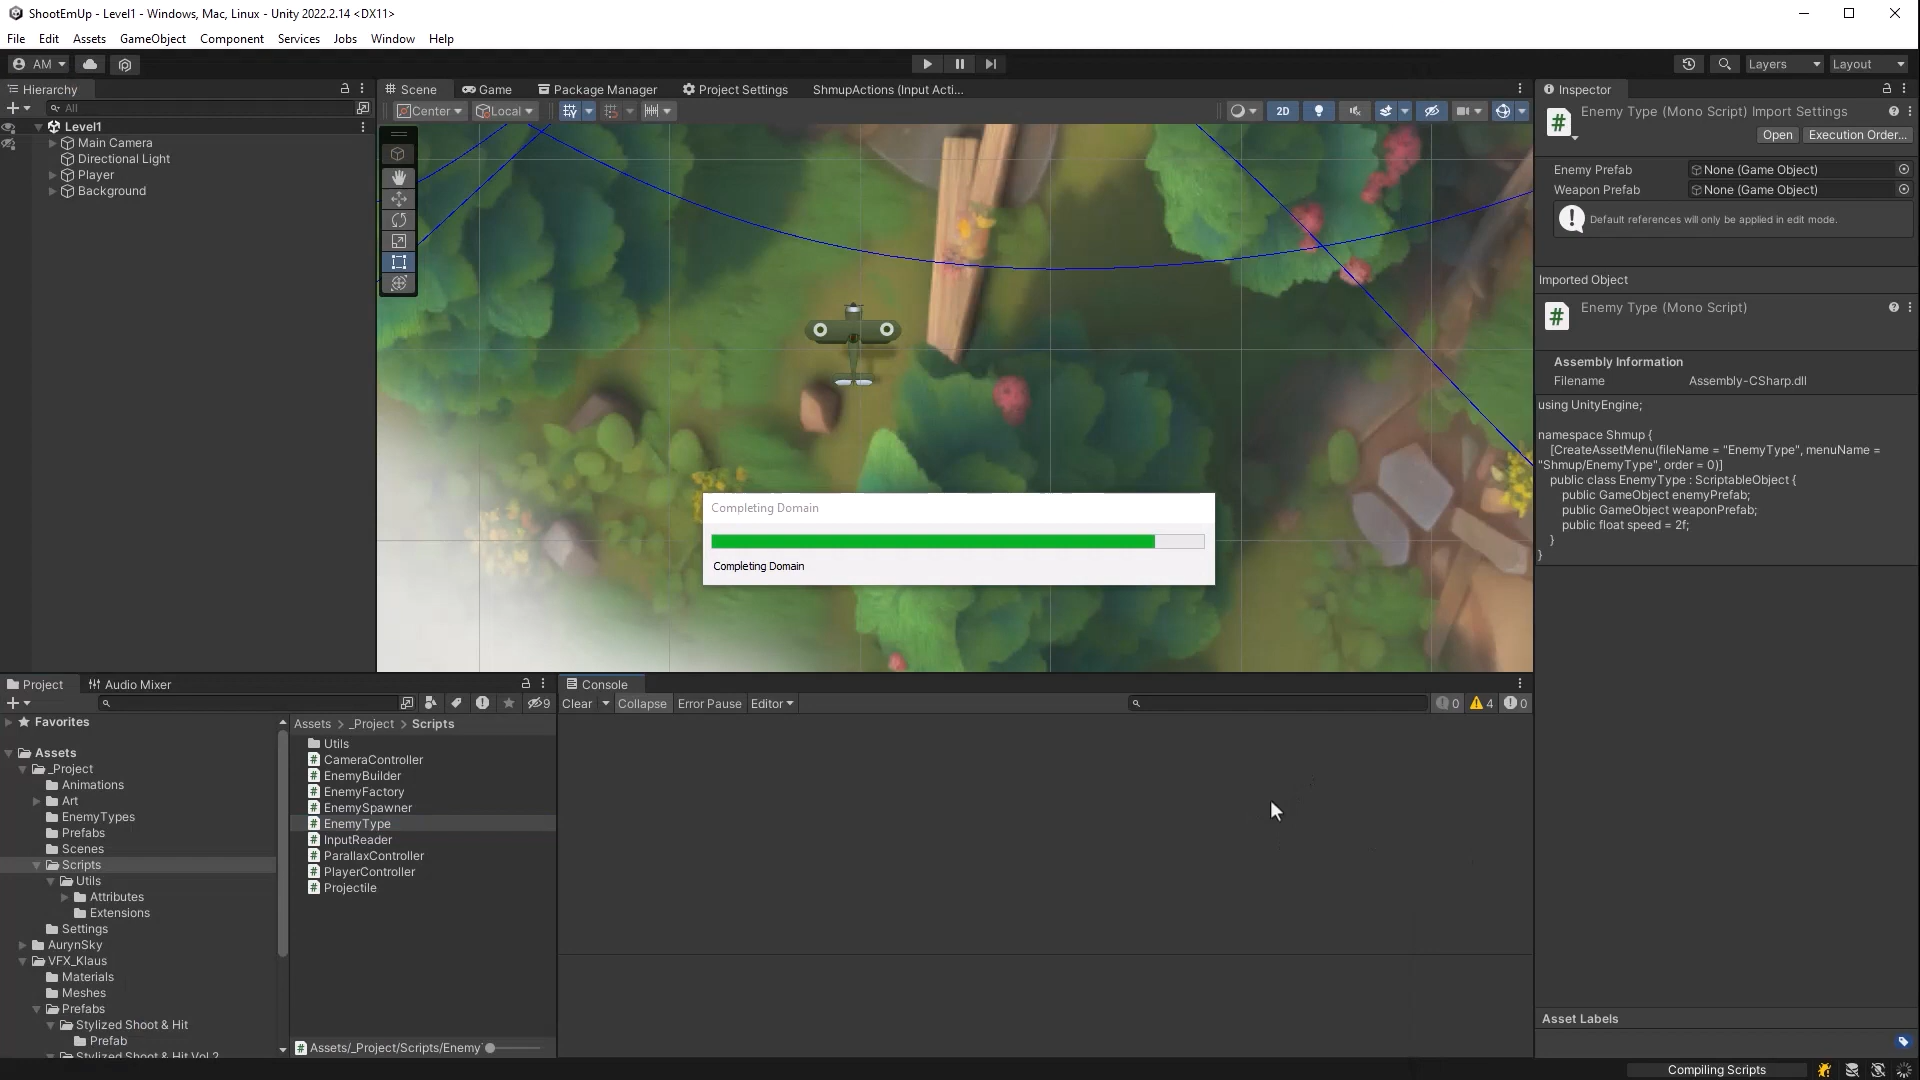 ShootEmUp - Level1 - Windows, Mac, Linux - Unity 2022.2.14 <DX11>
File Edit Assets GameObject Component Services Jobs Window Help
AM Layers Layout
Hierarchy
All
Level1
Main Camera
Directional Light
Player
Background
Scene Game Package Manager Project Settings ShmupActions (Input Acti...
Center Local 2D
Completing Domain
Completing Domain
Inspector
Enemy Type (Mono Script) Import Settings
Open Execution Order...
Enemy Prefab None (Game Object)
Weapon Prefab None (Game Object)
Default references will only be applied in edit mode.
Imported Object
Enemy Type (Mono Script)
Assembly Information
Filename Assembly-CSharp.dll
using UnityEngine;
namespace Shmup {
[CreateAssetMenu(fileName = "EnemyType", menuName =
"Shmup/EnemyType", order = 0)]
public class EnemyType : ScriptableObject {
public GameObject enemyPrefab;
public GameObject weaponPrefab;
public float speed = 2f;
}
}
Asset Labels
Project Audio Mixer
9
Favorites
Assets
_Project
Animations
Art
EnemyTypes
Prefabs
Scenes
Scripts
Utils
Attributes
Extensions
Settings
AurynSky
VFX_Klaus
Materials
Meshes
Prefabs
Stylized Shoot & Hit
Prefab
Stylized Shoot & Hit Vol.2
Assets > _Project > Scripts
Utils
CameraController
EnemyBuilder
EnemyFactory
EnemySpawner
EnemyType
InputReader
ParallaxController
PlayerController
Projectile
Assets/_Project/Scripts/Enemy
Console
Clear Collapse Error Pause Editor 0 4 0
Compiling Scripts